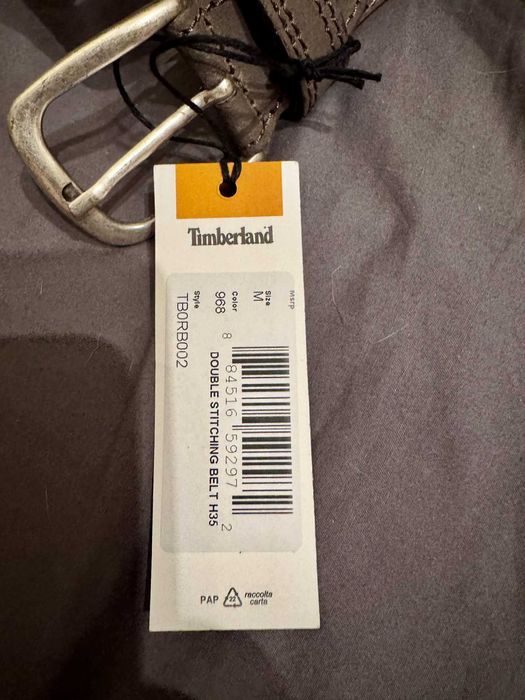 Timberland
Msrp
Size
M
Color
968
Style
TB0RB002
8 84516 59297 2
DOUBLE STITCHING BELT H35
PAP
22
raccolta
carta